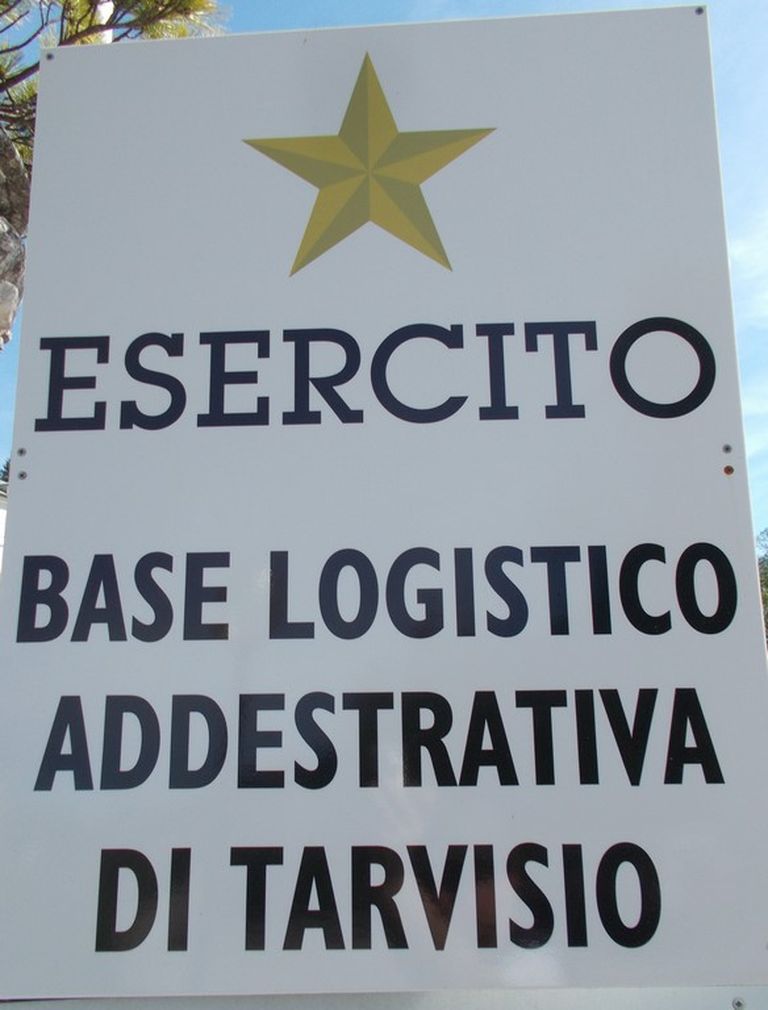 ESERCITO
BASE LOGISTICO
ADDESTRATIVA
DI TARVISIO